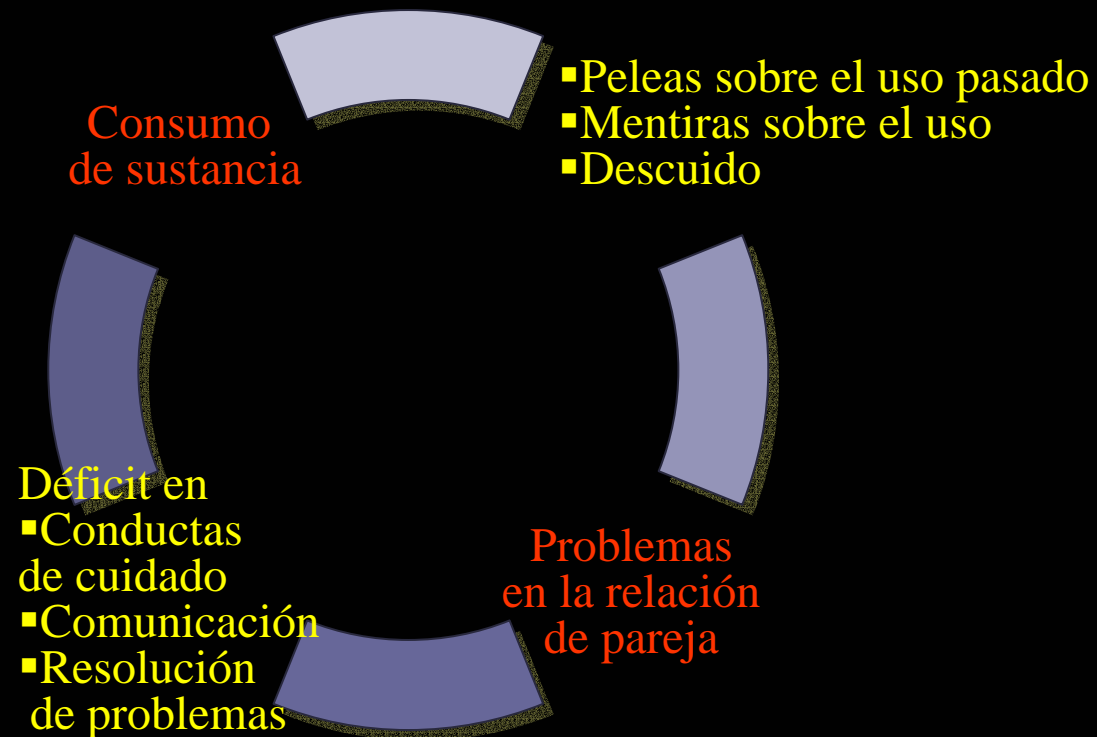 Consumo
de sustancia
▪Peleas sobre el uso pasado
▪Mentiras sobre el uso
▪Descuido
Problemas
en la relación
de pareja
Déficit en
▪Conductas
de cuidado
▪Comunicación
▪Resolución
de problemas